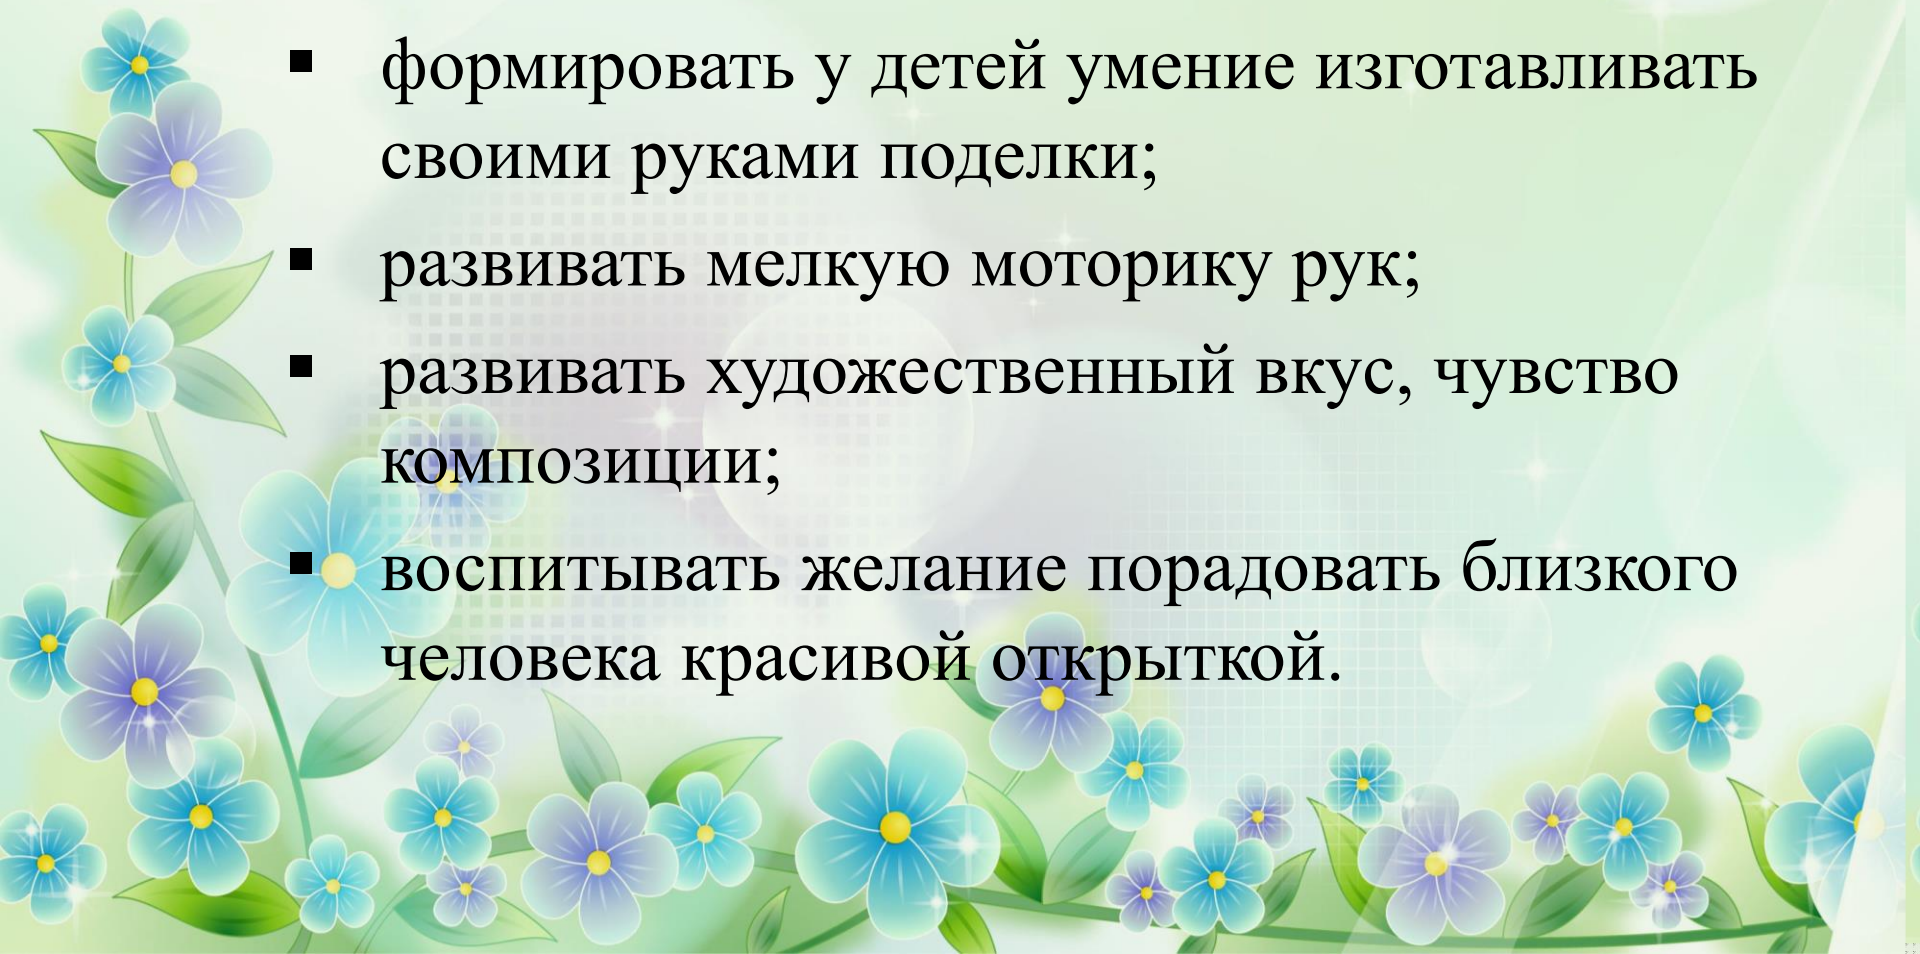 ▪ формировать у детей умение изготавливать
своими руками поделки;
▪ развивать мелкую моторику рук;
▪ развивать художественный вкус, чувство
композиции;
▪ воспитывать желание порадовать близкого
человека красивой открыткой.